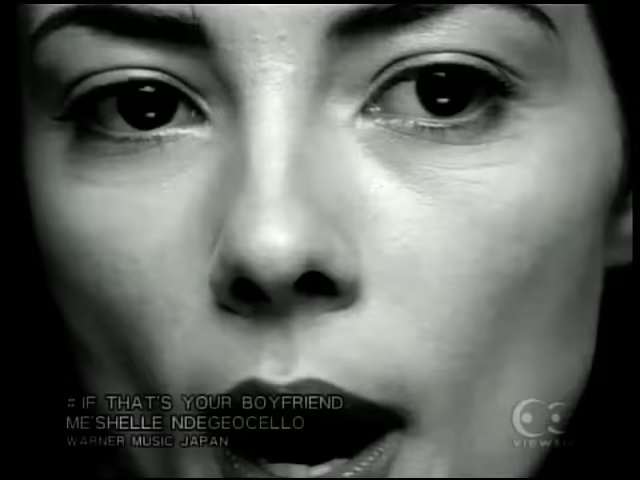 # IF THAT'S YOUR BOYFRIEND
ME'SHELLE NDEGEOCELLO
WARNER MUSIC JAPAN